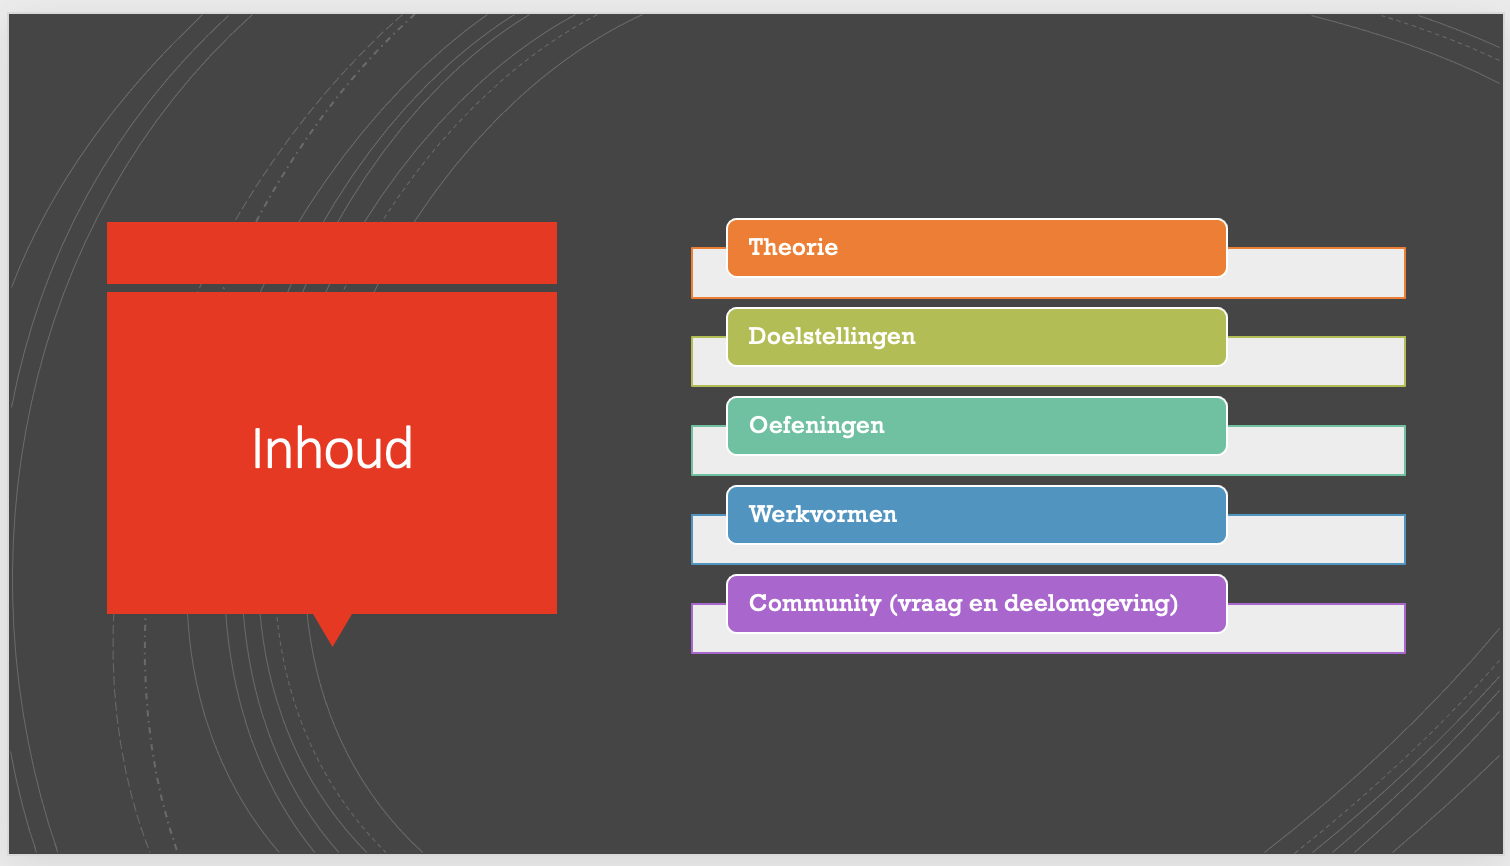 Inhoud
Theorie
Doelstellingen
Oefeningen
Werkvormen
Community (vraag en deelomgeving)